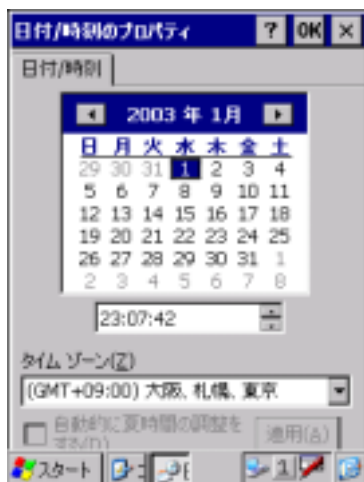 日付/時刻のプロパティ ? OK ×
日付/時刻
2003 年 1月
日 月 火 水 木 金 土
29 30 31 1 2 3 4
5 6 7 8 9 10 11
12 13 14 15 16 17 18
19 20 21 22 23 24 25
26 27 28 29 30 31 1
2 3 4 5 6 7 8
23:07:42
タイム ゾーン(Z)
(GMT+09:00) 大阪、札幌、東京
自動的に夏時間の調整を
する(D)
適用(A)
スタート